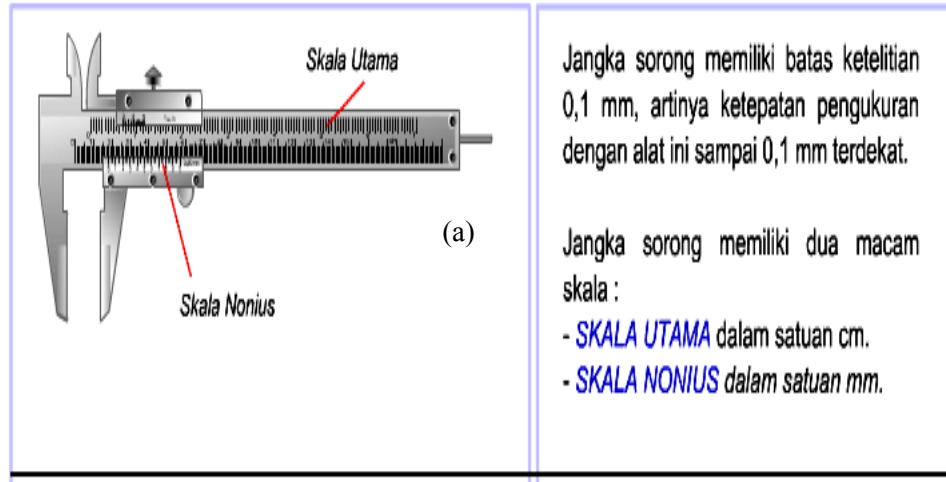 Skala Utama
(a)
Skala Nonius
Jangka sorong memiliki batas ketelitian
0,1 mm, artinya ketepatan pengukuran
dengan alat ini sampai 0,1 mm terdekat.
Jangka sorong memiliki dua macam
skala :
- SKALA UTAMA dalam satuan cm.
- SKALA NONIUS dalam satuan mm.